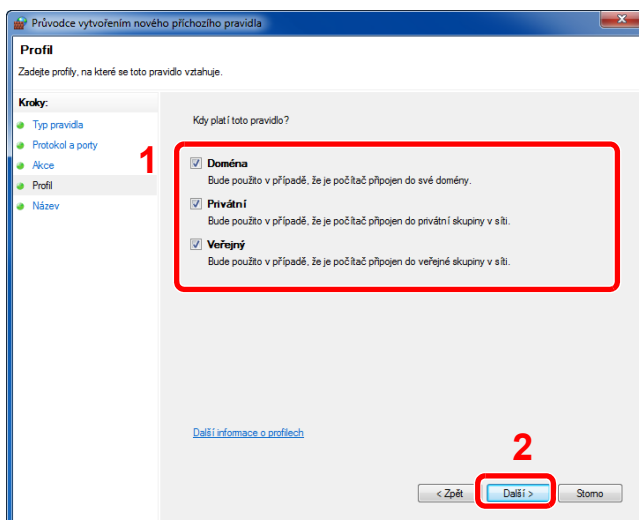 Průvodce vytvořením nového příchozího pravidla
Profil
Zadejte profily, na které se toto pravidlo vztahuje.
Kroky:
Typ pravidla
Protokol a porty
Akce
Profil
Název
Kdy platí toto pravidlo?
1
Doména
Bude použito v případě, že je počítač připojen do své domény.
Privátní
Bude použito v případě, že je počítač připojen do privátní skupiny v síti.
Veřejný
Bude použito v případě, že je počítač připojen do veřejné skupiny v síti.
Další informace o profilech
2
< Zpět
Další >
Storno